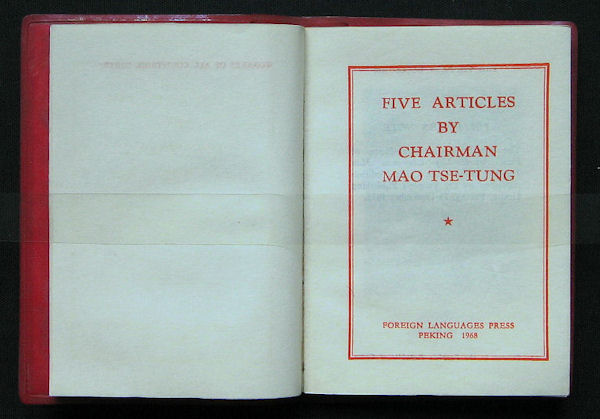 FIVE ARTICLES
BY
CHAIRMAN
MAO TSE-TUNG
FOREIGN LANGUAGES PRESS
PEKING 1968